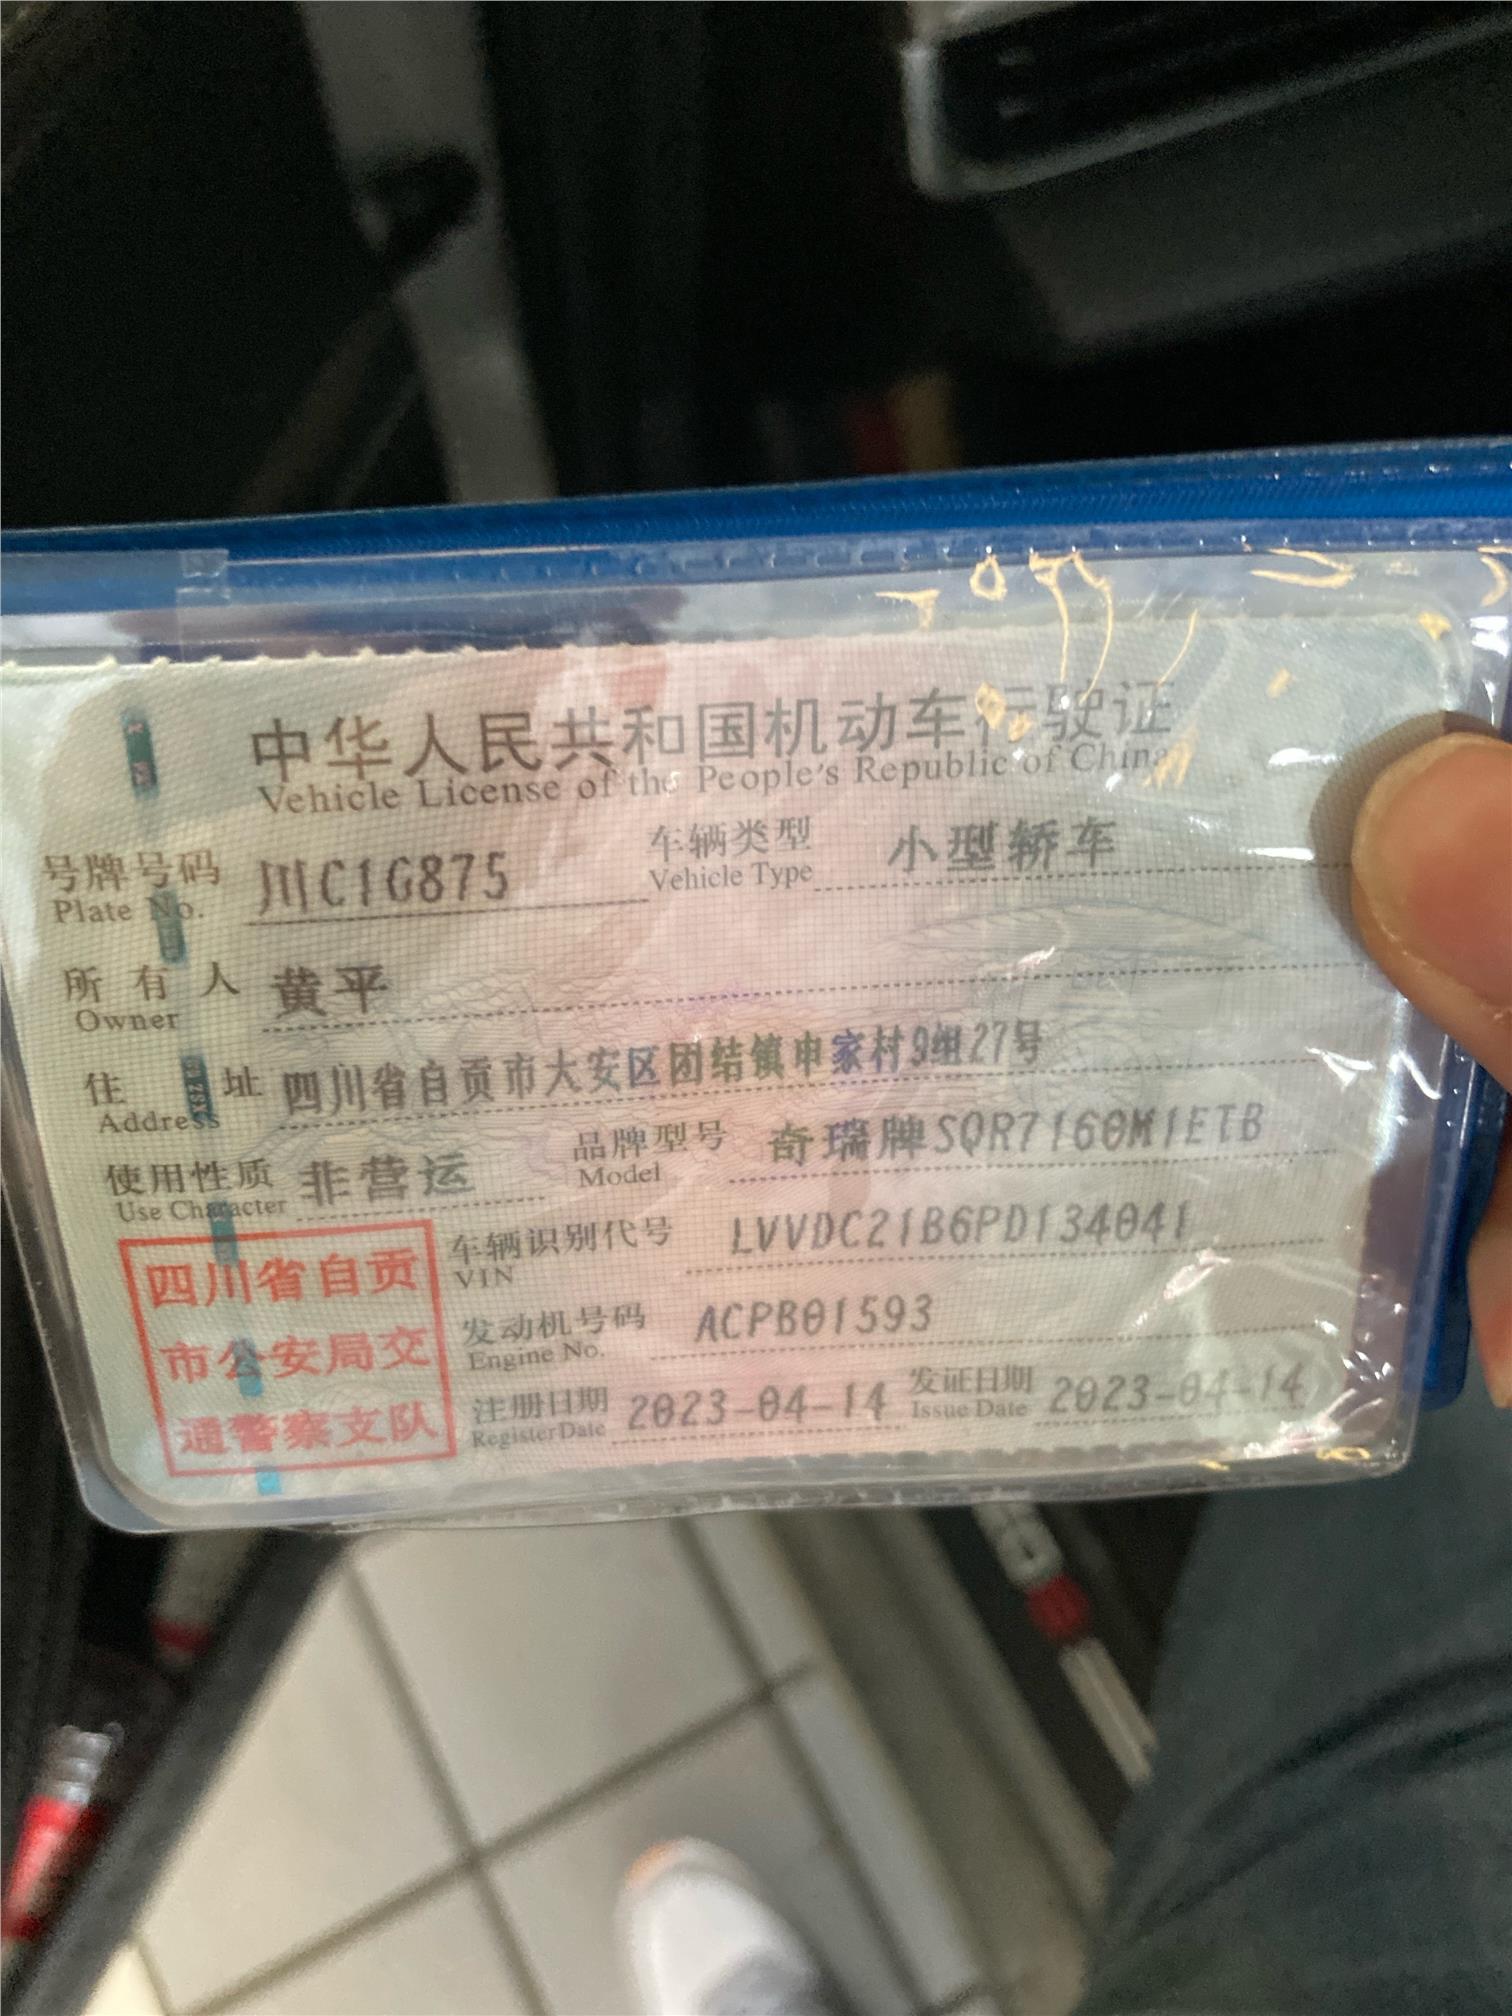 中华人民共和国机动车行驶证
Vehicle License of the People's Republic of China
号牌号码 川C1G875 车辆类型 小型轿车
Plate No. Vehicle Type
所有人 黄平
Owner
住址 四川省自贡市大安区团结镇申家村9组27号
Address
使用性质 非营运 品牌型号 奇瑞牌SQR7160M1ETB
Use Character Model
四川省自贡
市公安局交
通警察支队
车辆识别代号 LVVDC21B6PD134041
VIN
发动机号码 ACPB01593
Engine No.
注册日期 2023-04-14 发证日期 2023-04-14
Register Date Issue Date